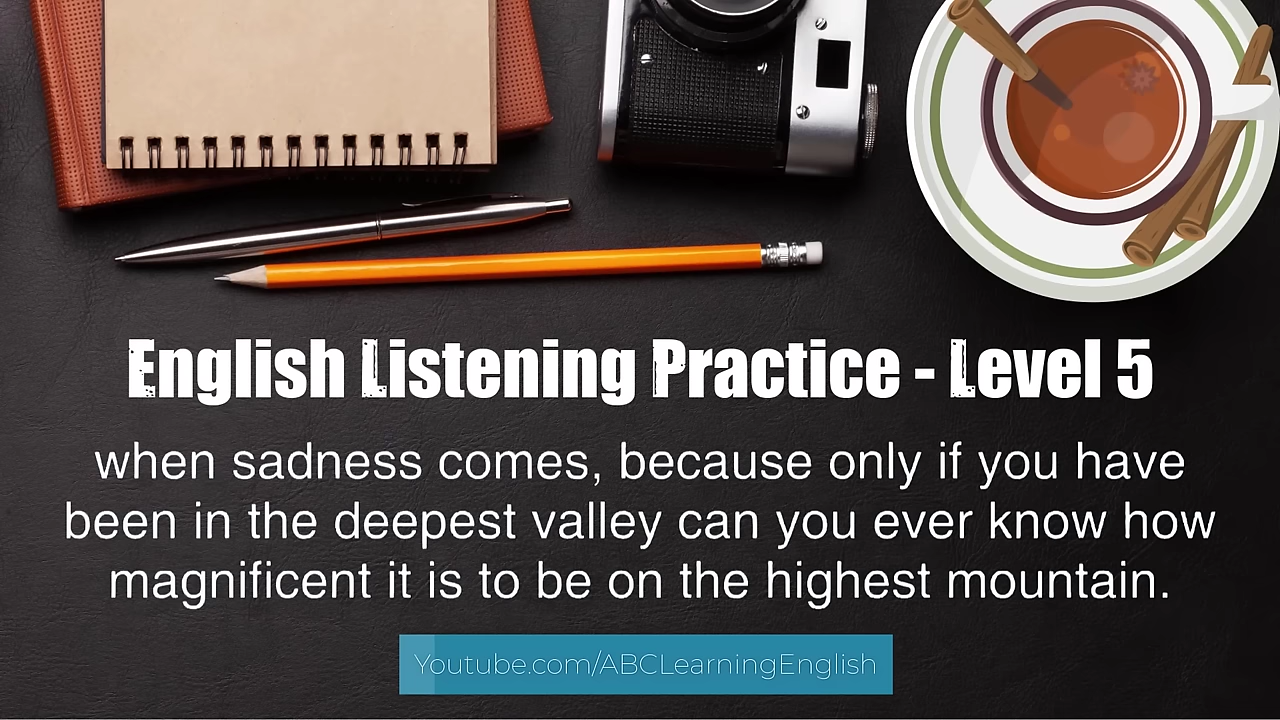 English Listening Practice - Level 5
when sadness comes, because only if you have
been in the deepest valley can you ever know how
magnificent it is to be on the highest mountain.
Youtube.com/ABCLearningEnglish